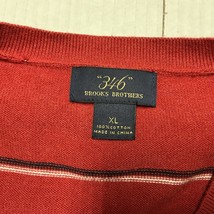 "346"
BROOKS BROTHERS
XL
100% COTTON
MADE IN CHINA